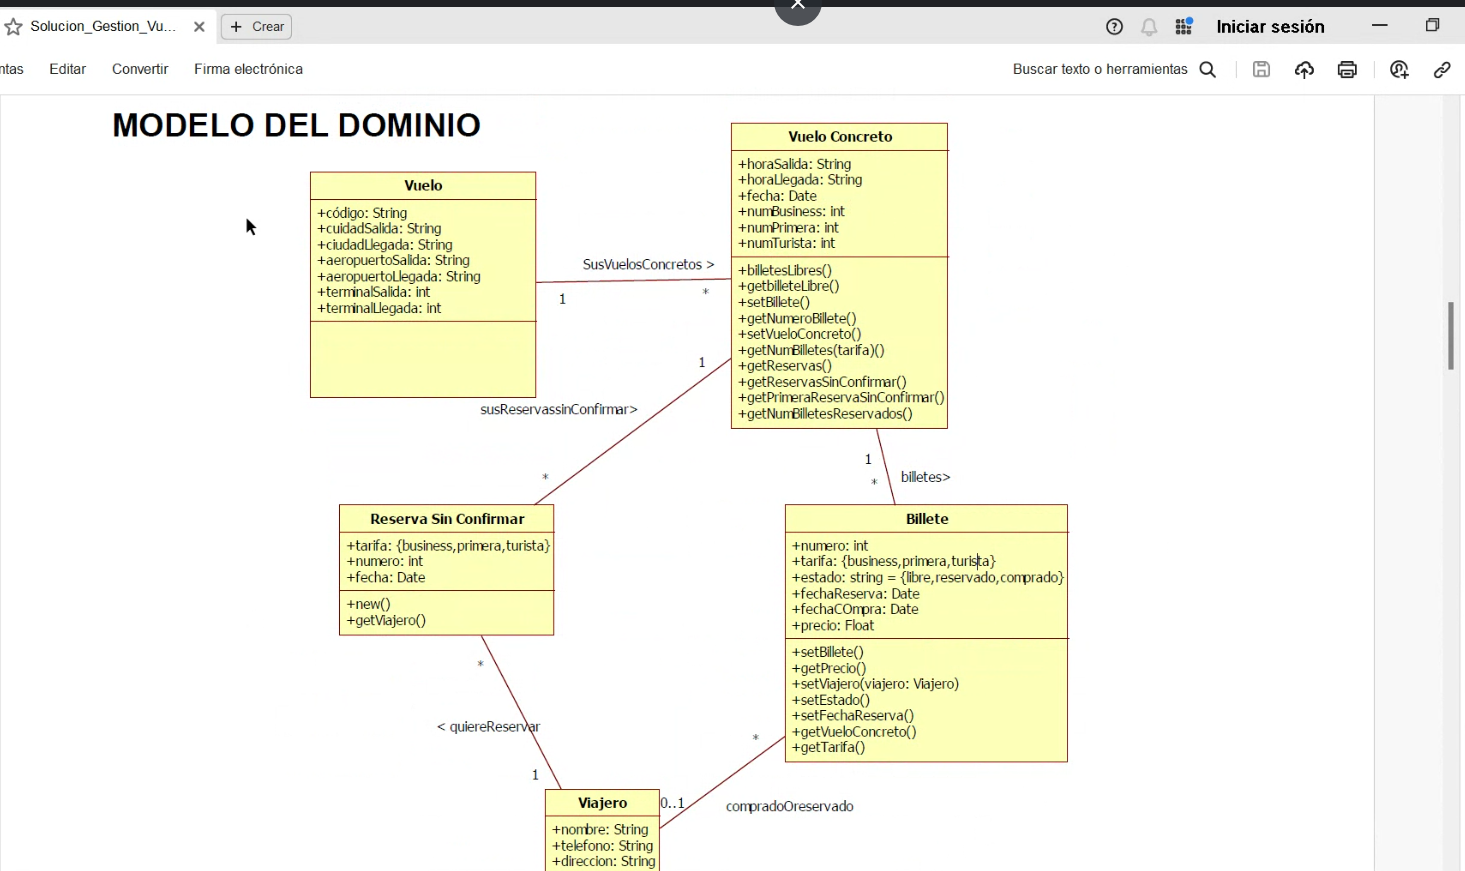 Solucion_Gestion_Vu...
+ Crear
Iniciar sesión
ntas Editar Convertir Firma electrónica
Buscar texto o herramientas
MODELO DEL DOMINIO
Vuelo
+código: String
+cuidadSalida: String
+ciudadLlegada: String
+aeropuertoSalida: String
+aeropuertoLlegada: String
+terminalSalida: int
+terminalLlegada: int
SusVuelosConcretos >
1
*
Vuelo Concreto
+horaSalida: String
+horaLlegada: String
+fecha: Date
+numBusiness: int
+numPrimera: int
+numTurista: int
+billetesLibres()
+getbilleteLibre()
+setBillete()
+getNumeroBillete()
+setVueloConcreto()
+getNumBilletes(tarifa)()
+getReservas()
+getReservasSinConfirmar()
+getPrimeraReservaSinConfirmar()
+getNumBilletesReservados()
1
susReservassinConfirmar>
*
1
billetes>
*
Reserva Sin Confirmar
+tarifa: {business,primera,turista}
+numero: int
+fecha: Date
+new()
+getViajero()
Billete
+numero: int
+tarifa: {business,primera,turista}
+estado: string = {libre,reservado,comprado}
+fechaReserva: Date
+fechaCOmpra: Date
+precio: Float
+setBillete()
+getPrecio()
+setViajero(viajero: Viajero)
+setEstado()
+setFechaReserva()
+getVueloConcreto()
+getTarifa()
*
< quiereReservar
1
*
0..1
compradoOreservado
Viajero
+nombre: String
+telefono: String
+direccion: String